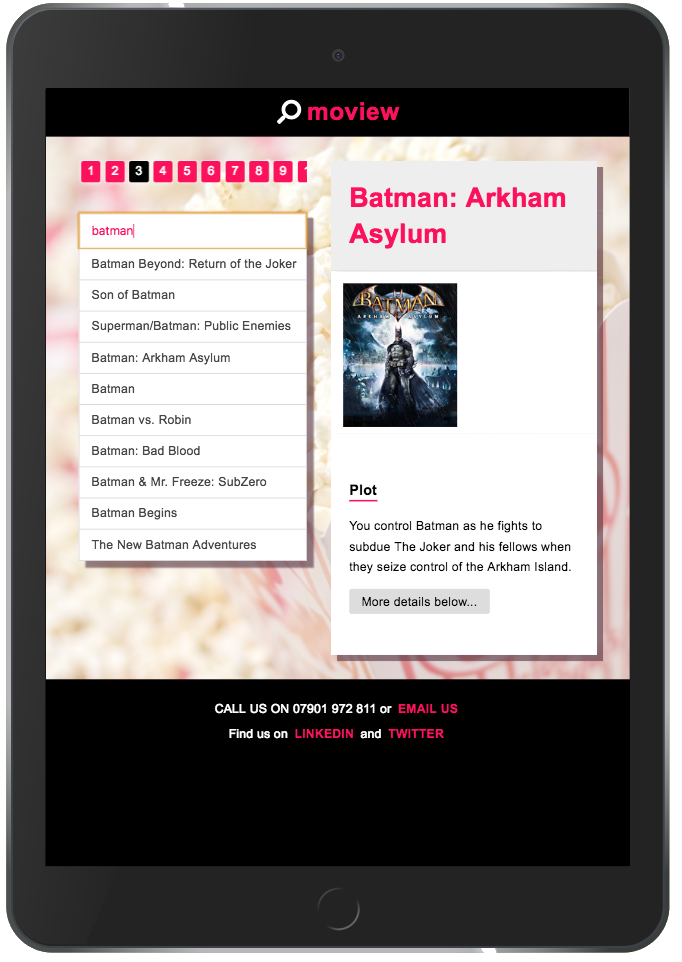 moview
1 2 3 4 5 6 7 8 9
batman
Batman Beyond: Return of the Joker
Son of Batman
Superman/Batman: Public Enemies
Batman: Arkham Asylum
Batman
Batman vs. Robin
Batman: Bad Blood
Batman & Mr. Freeze: SubZero
Batman Begins
The New Batman Adventures
Batman: Arkham
Asylum
BATMAN
ARKHAM ASYLUM
Plot
You control Batman as he fights to
subdue The Joker and his fellows when
they seize control of the Arkham Island.
More details below...
CALL US ON 07901 972 811 or EMAIL US
Find us on LINKEDIN and TWITTER